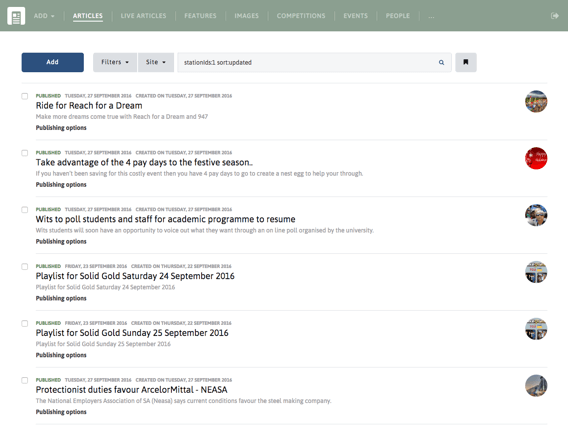 ADD ARTICLES LIVE ARTICLES FEATURES IMAGES COMPETITIONS EVENTS PEOPLE ...
Add Filters Site stationIds:1 sort:updated
PUBLISHED TUESDAY, 27 SEPTEMBER 2016 CREATED ON TUESDAY, 27 SEPTEMBER 2016
Ride for Reach for a Dream
Make more dreams come true with Reach for a Dream and 947
Publishing options
PUBLISHED TUESDAY, 27 SEPTEMBER 2016 CREATED ON TUESDAY, 27 SEPTEMBER 2016
Take advantage of the 4 pay days to the festive season..
If you haven't been saving for this costly event then you have 4 pay days to go to create a nest egg to help your through.
Publishing options
PUBLISHED TUESDAY, 27 SEPTEMBER 2016 CREATED ON TUESDAY, 27 SEPTEMBER 2016
Wits to poll students and staff for academic programme to resume
Wits students will soon have an opportunity to voice out what they want through an on line poll organised by the university.
Publishing options
PUBLISHED FRIDAY, 23 SEPTEMBER 2016 CREATED ON THURSDAY, 22 SEPTEMBER 2016
Playlist for Solid Gold Saturday 24 September 2016
Playlist for Solid Gold Saturday 24 September 2016
Publishing options
PUBLISHED FRIDAY, 23 SEPTEMBER 2016 CREATED ON THURSDAY, 22 SEPTEMBER 2016
Playlist for Solid Gold Sunday 25 September 2016
Playlist for Solid Gold Sunday 25 September 2016
Publishing options
PUBLISHED TUESDAY, 27 SEPTEMBER 2016 CREATED ON TUESDAY, 27 SEPTEMBER 2016
Protectionist duties favour ArcelorMittal - NEASA
The National Employers Association of SA (Neasa) says current conditions favour the steel making company.
Publishing options